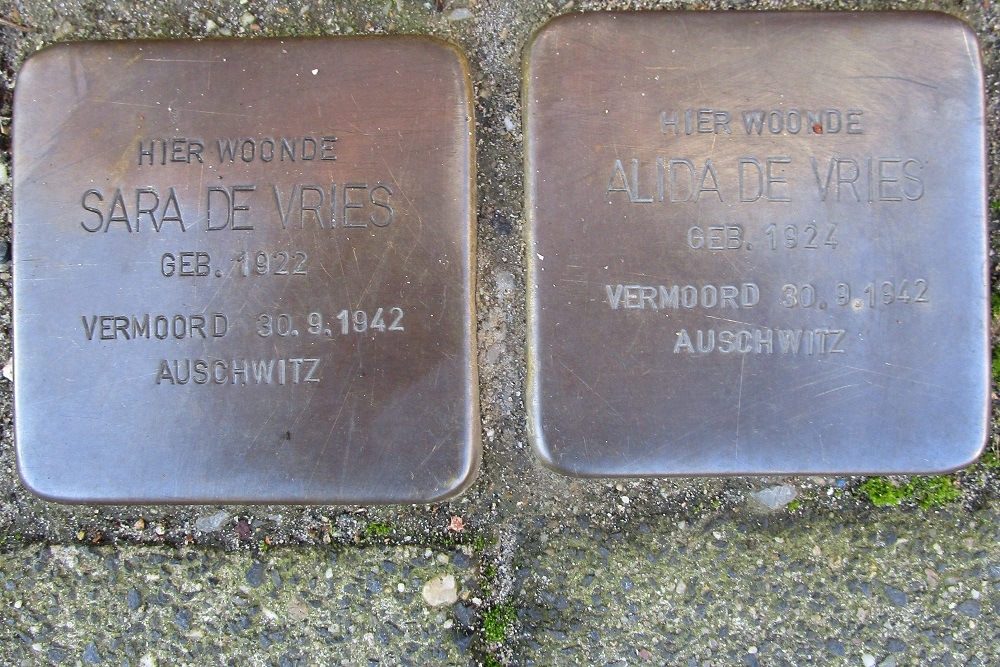 HIER WOONDE
SARA DE VRIES
GEB. 1922
VERMOORD 30.9.1942
AUSCHWITZ
HIER WOONDE
ALIDA DE VRIES
GEB. 1924
VERMOORD 30.9.1942
AUSCHWITZ